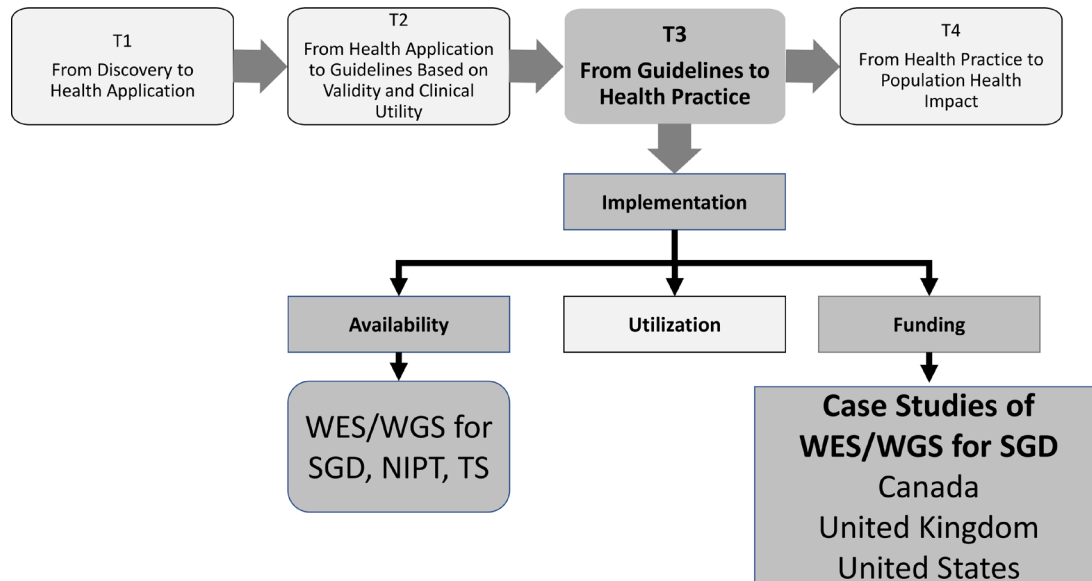 T1
From Discovery to
Health Application
T2
From Health Application
to Guidelines Based on
Validity and Clinical
Utility
T3
From Guidelines to
Health Practice
T4
From Health Practice to
Population Health
Impact
Implementation
Availability
Utilization
Funding
WES/WGS for
SGD, NIPT, TS
Case Studies of
WES/WGS for SGD
Canada
United Kingdom
United States